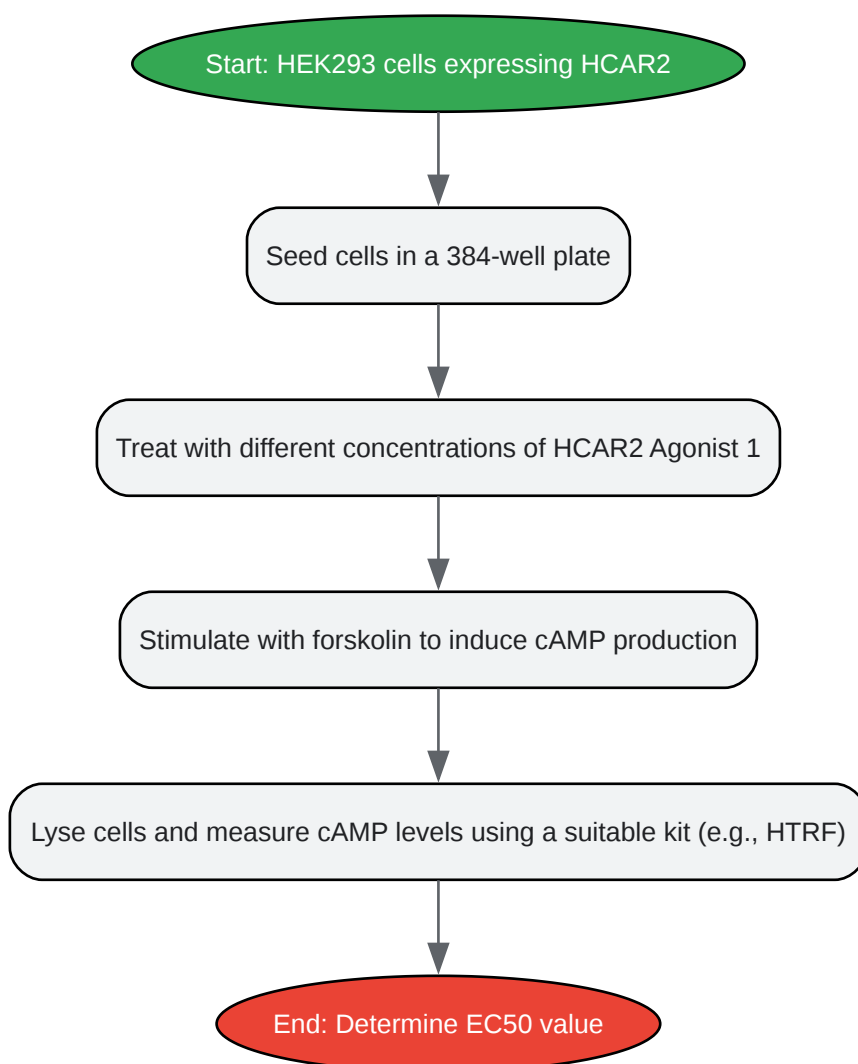 Start: HEK293 cells expressing HCAR2
Seed cells in a 384-well plate
Treat with different concentrations of HCAR2 Agonist 1
Stimulate with forskolin to induce cAMP production
Lyse cells and measure cAMP levels using a suitable kit (e.g., HTRF)
End: Determine EC50 value